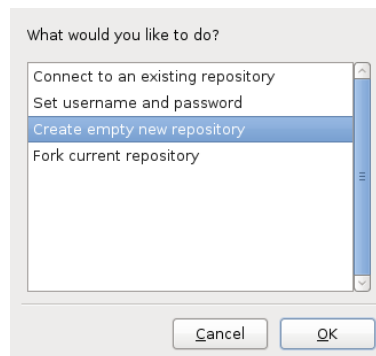 What would you like to do?
Connect to an existing repository
Set username and password
Create empty new repository
Fork current repository
Cancel
OK